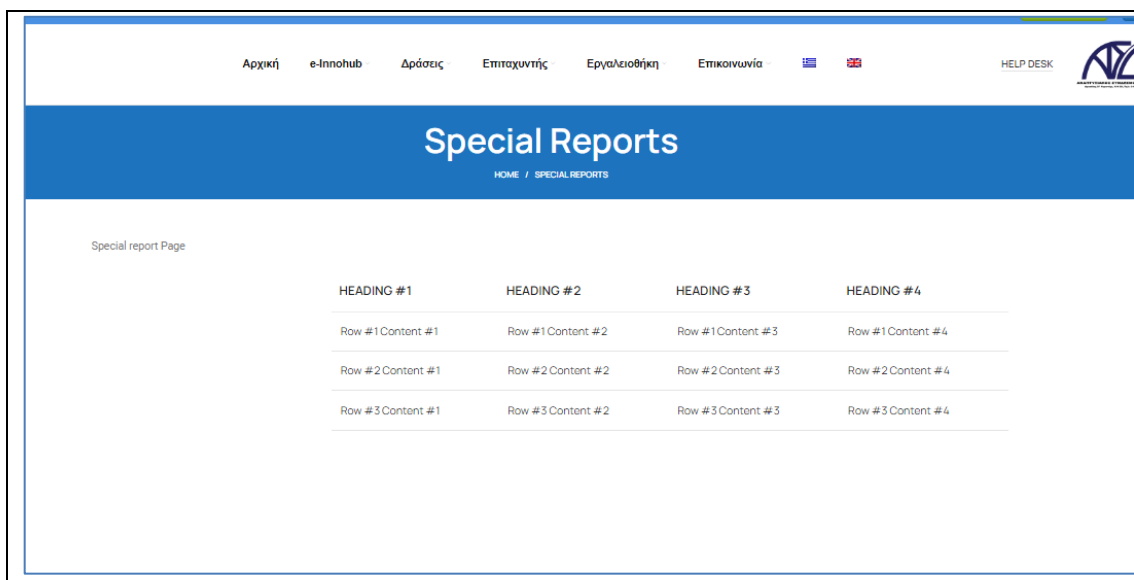 Αρχική e-Innohub Δράσεις Επιταχυντής Εργαλειοθήκη Επικοινωνία HELP DESK
Special Reports
HOME / SPECIAL REPORTS
Special report Page
HEADING #1 HEADING #2 HEADING #3 HEADING #4
Row #1 Content #1 Row #1 Content #2 Row #1 Content #3 Row #1 Content #4
Row #2 Content #1 Row #2 Content #2 Row #2 Content #3 Row #2 Content #4
Row #3 Content #1 Row #3 Content #2 Row #3 Content #3 Row #3 Content #4